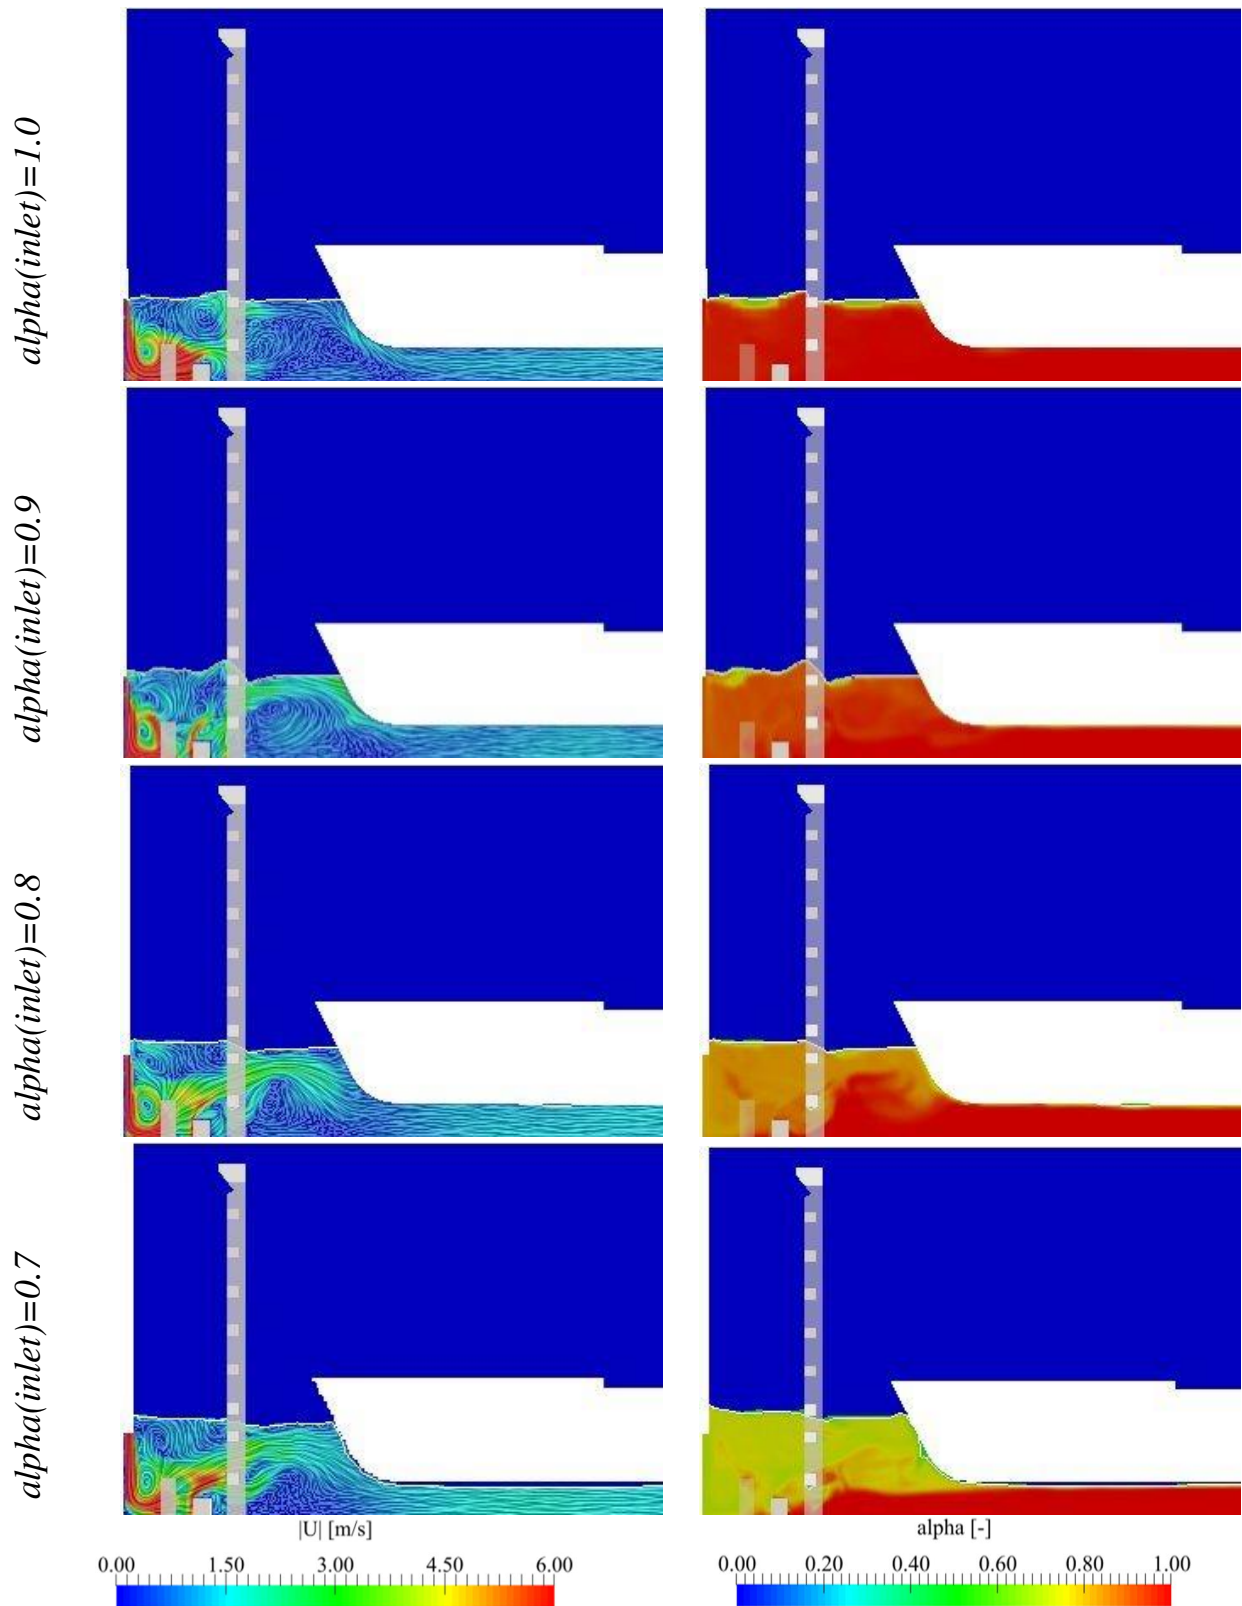 alpha(inlet)=1.0
alpha(inlet)=0.9
alpha(inlet)=0.8
alpha(inlet)=0.7
|U| [m/s]
0.00 1.50 3.00 4.50 6.00
alpha [-]
0.00 0.20 0.40 0.60 0.80 1.00